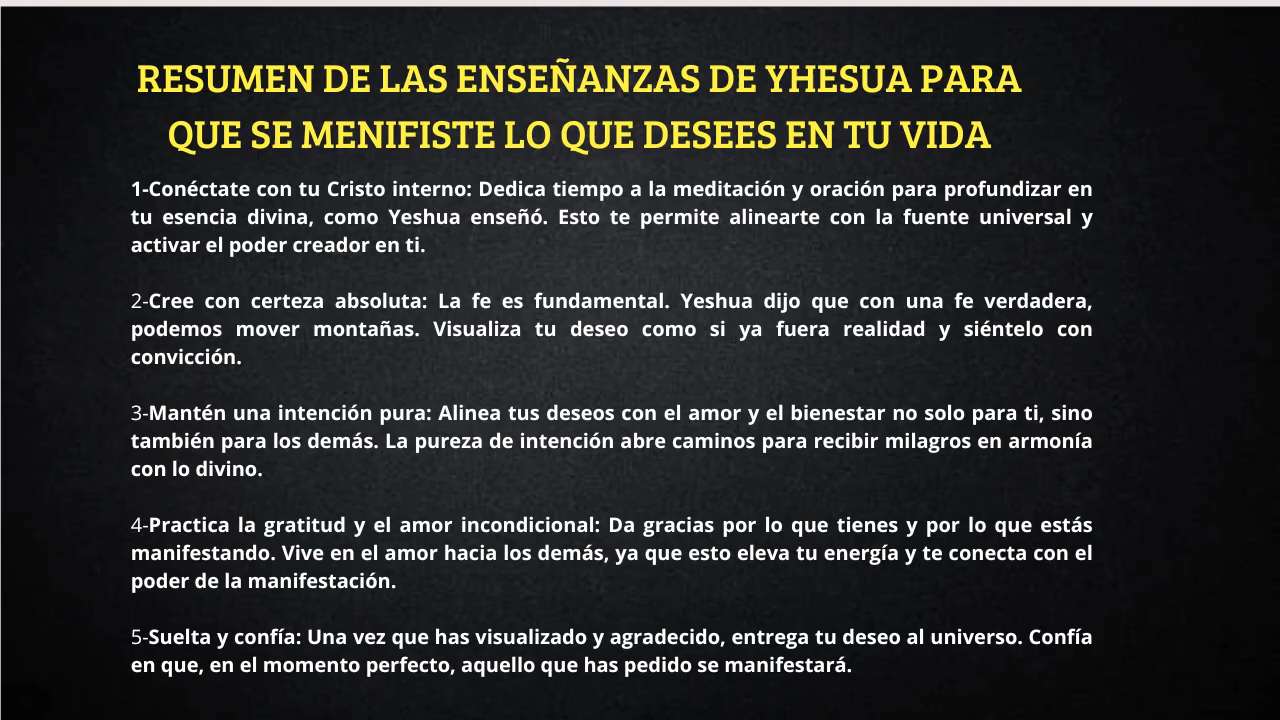 RESUMEN DE LAS ENSEÑANZAS DE YHESUA PARA
QUE SE MENIFISTE LO QUE DESEES EN TU VIDA
1-Conéctate con tu Cristo interno: Dedica tiempo a la meditación y oración para profundizar en
tu esencia divina, como Yeshua enseñó. Esto te permite alinearte con la fuente universal y
activar el poder creador en ti.
2-Cree con certeza absoluta: La fe es fundamental. Yeshua dijo que con una fe verdadera,
podemos mover montañas. Visualiza tu deseo como si ya fuera realidad y siéntelo con
convicción.
3-Mantén una intención pura: Alinea tus deseos con el amor y el bienestar no solo para ti, sino
también para los demás. La pureza de intención abre caminos para recibir milagros en armonía
con lo divino.
4-Practica la gratitud y el amor incondicional: Da gracias por lo que tienes y por lo que estás
manifestando. Vive en el amor hacia los demás, ya que esto eleva tu energía y te conecta con el
poder de la manifestación.
5-Suelta y confía: Una vez que has visualizado y agradecido, entrega tu deseo al universo. Confía
en que, en el momento perfecto, aquello que has pedido se manifestará.